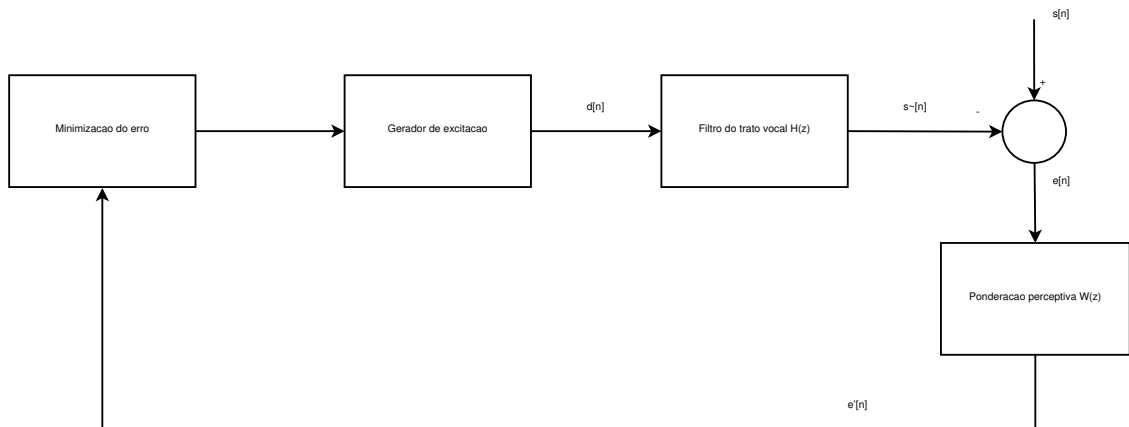 s[n]
+
Minimizacao do erro
Gerador de excitacao
d[n]
Filtro do trato vocal H(z)
s~[n]
-
e[n]
Ponderacao perceptiva W(z)
e'[n]